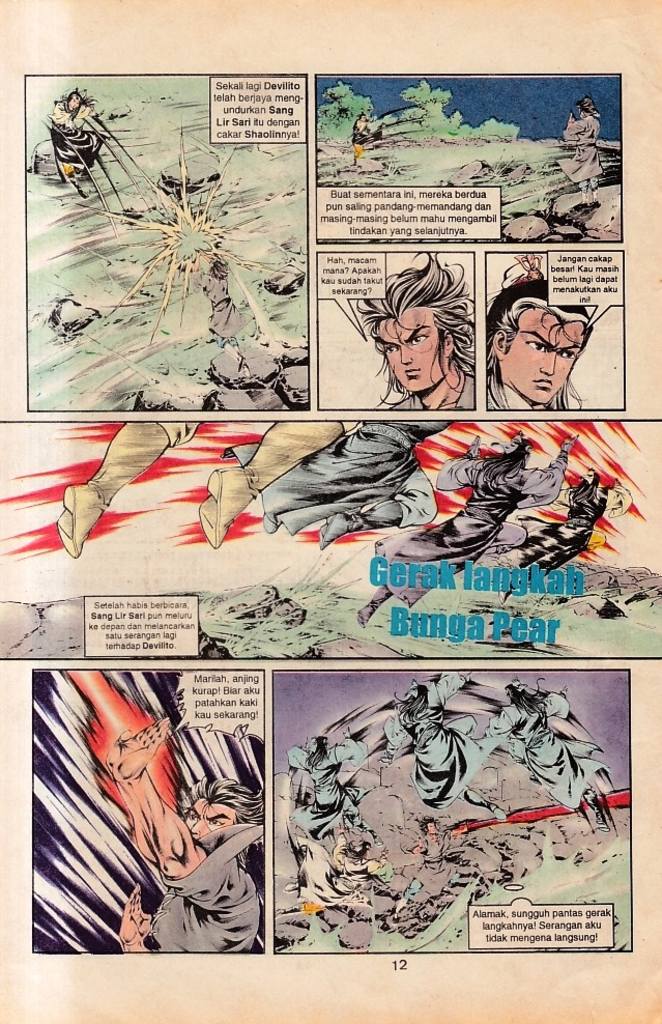 Sekali lagi Devilito
telah berjaya meng-
undurkan Sang
Lir Sari itu dengan
cakar Shaolinnya!
Buat sementara ini, mereka berdua
pun saling pandang-memandang dan
masing-masing belum mahu mengambil
tindakan yang selanjutnya.
Hah, macam
mana? Apakah
kau sudah takut
sekarang?
Jangan cakap
besar! Kau masih
belum lagi dapat
menakutkan aku
ini!
Gerak langkah
Bunga Pear
Setelah habis berbicara,
Sang Lir Sari pun meluru
ke depan dan melancarkan
satu serangan lagi
terhadap Devilito.
Marilah, anjing
kurap! Biar aku
patahkan kaki
kau sekarang!
Alamak, sungguh pantas gerak
langkahnya! Serangan aku
tidak mengena langsung!
12